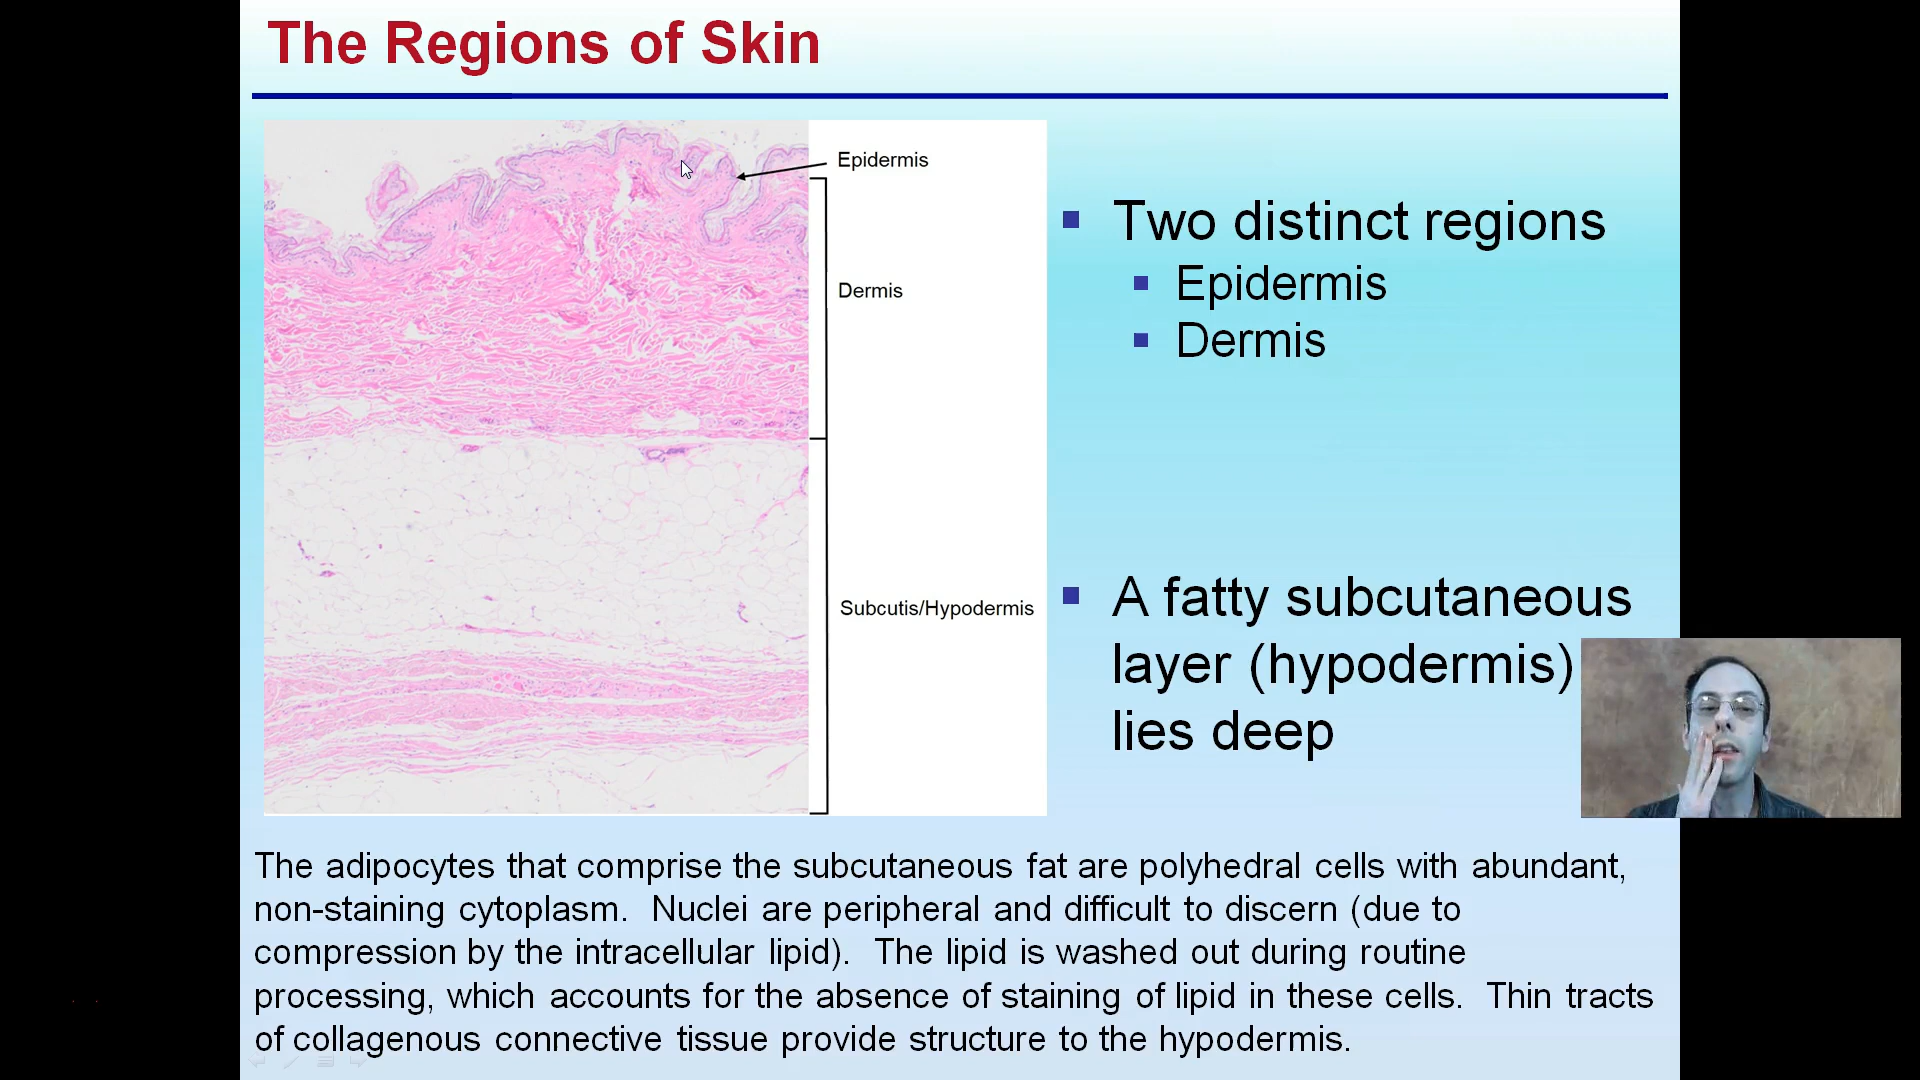 The Regions of Skin
Epidermis
Dermis
Subcutis/Hypodermis
Two distinct regions
Epidermis
Dermis
A fatty subcutaneous
layer (hypodermis)
lies deep
The adipocytes that comprise the subcutaneous fat are polyhedral cells with abundant,
non-staining cytoplasm.  Nuclei are peripheral and difficult to discern (due to
compression by the intracellular lipid).  The lipid is washed out during routine
processing, which accounts for the absence of staining of lipid in these cells.  Thin tracts
of collagenous connective tissue provide structure to the hypodermis.